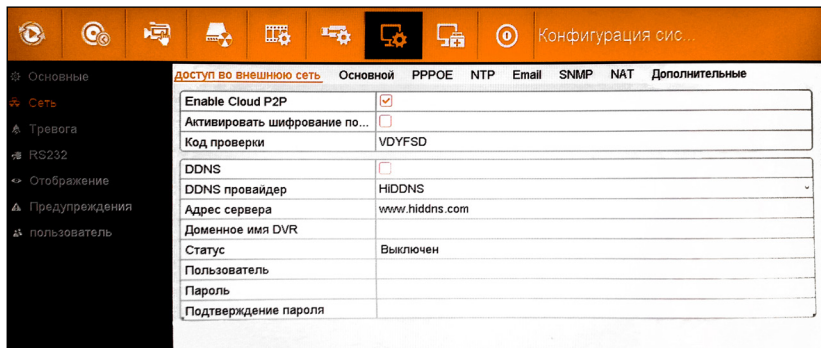 Конфигурация сис...
Основные
Сеть
Тревога
RS232
Отображение
Предупреждения
пользователь
доступ во внешнюю сеть Основной PPPOE NTP Email SNMP NAT Дополнительные
Enable Cloud P2P
Активировать шифрование по...
Код проверки VDYFSD
DDNS
DDNS провайдер HiDDNS
Адрес сервера www.hiddns.com
Доменное имя DVR
Статус Выключен
Пользователь
Пароль
Подтверждение пароля